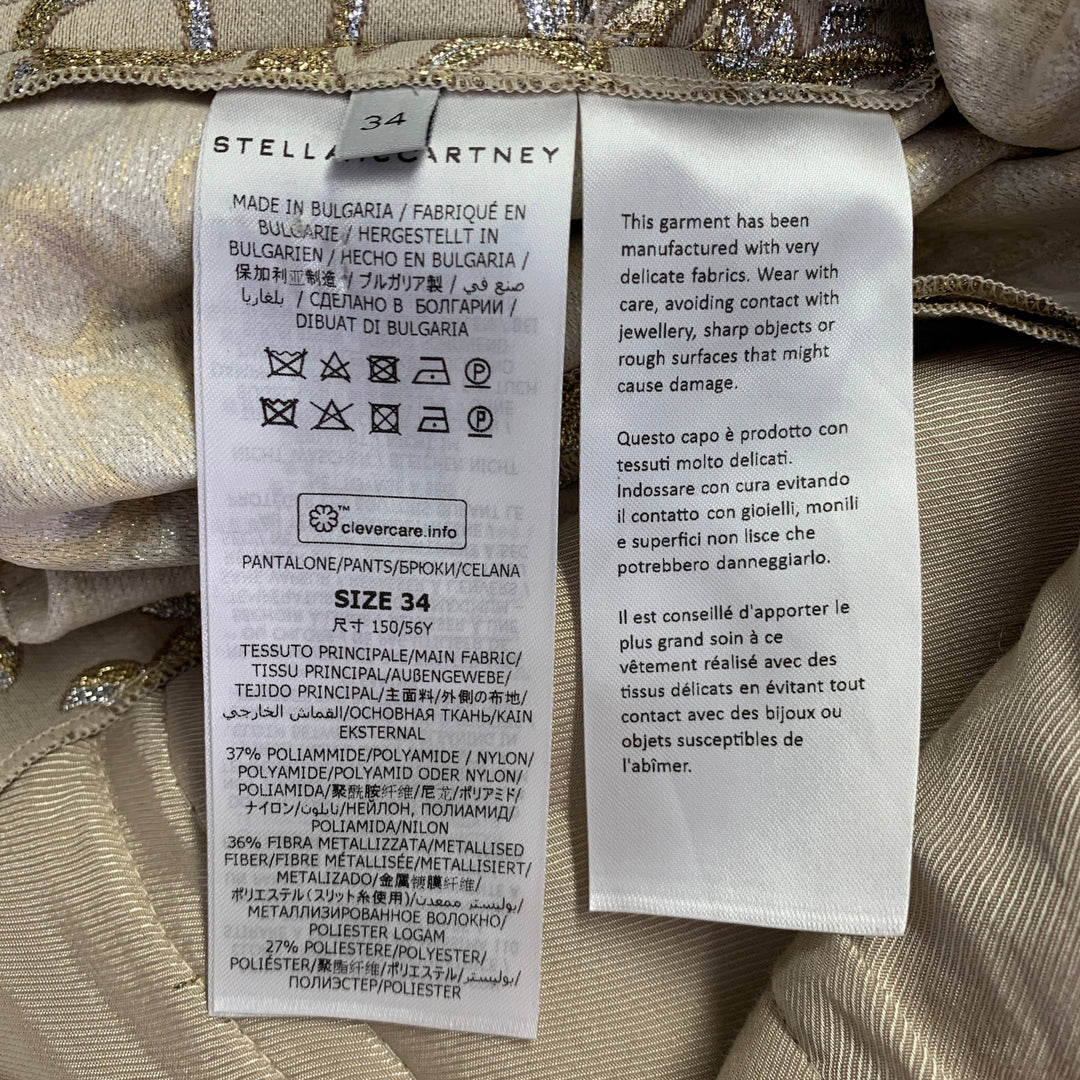 34
STELLA McCARTNEY
MADE IN BULGARIA / FABRIQUÉ EN
BULGARIE / HERGESTELLT IN
BULGARIEN / HECHO EN BULGARIA /
保加利亚制造 / ブルガリア製 / صنع في
بلغاريا / СДЕЛАНО В БОЛГАРИИ /
DIBUAT DI BULGARIA
P
P
™
clevercare.info
PANTALONE/PANTS/БРЮКИ/CELANA
SIZE 34
尺寸 150/56Y
TESSUTO PRINCIPALE/MAIN FABRIC/
TISSU PRINCIPAL/AUßENGEWEBE/
TEJIDO PRINCIPAL/主面料/外側の布地/
القماش الخارجي/ОСНОВНАЯ ТКАНЬ/KAIN
EKSTERNAL
37% POLIAMMIDE/POLYAMIDE / NYLON/
POLYAMIDE/POLYAMID ODER NYLON/
POLIAMIDA/聚酰胺纤维/尼龙/ポリアミド/
ナイロン/نايلون/НЕЙЛОН, ПОЛИАМИД/
POLIAMIDA/NILON
36% FIBRA METALLIZZATA/METALLISED
FIBER/FIBRE MÉTALLISÉE/METALLISIERT/
METALIZADO/金属镀膜纤维/
ポリエステル(スリット糸使用)/بوليستر ممعدن/
МЕТАЛЛИЗИРОВАННОЕ ВОЛОКНО/
POLIESTER LOGAM
27% POLIESTERE/POLYESTER/
POLIÉSTER/聚酯纤维/ポリエステル/بوليستر/
ПОЛИЭСТЕР/POLIESTER
This garment has been
manufactured with very
delicate fabrics. Wear with
care, avoiding contact with
jewellery, sharp objects or
rough surfaces that might
cause damage.
Questo capo è prodotto con
tessuti molto delicati.
Indossare con cura evitando
il contatto con gioielli, monili
e superfici non lisce che
potrebbero danneggiarlo.
Il est conseillé d'apporter le
plus grand soin à ce
vêtement réalisé avec des
tissus délicats en évitant tout
contact avec des bijoux ou
objets susceptibles de
l'abîmer.